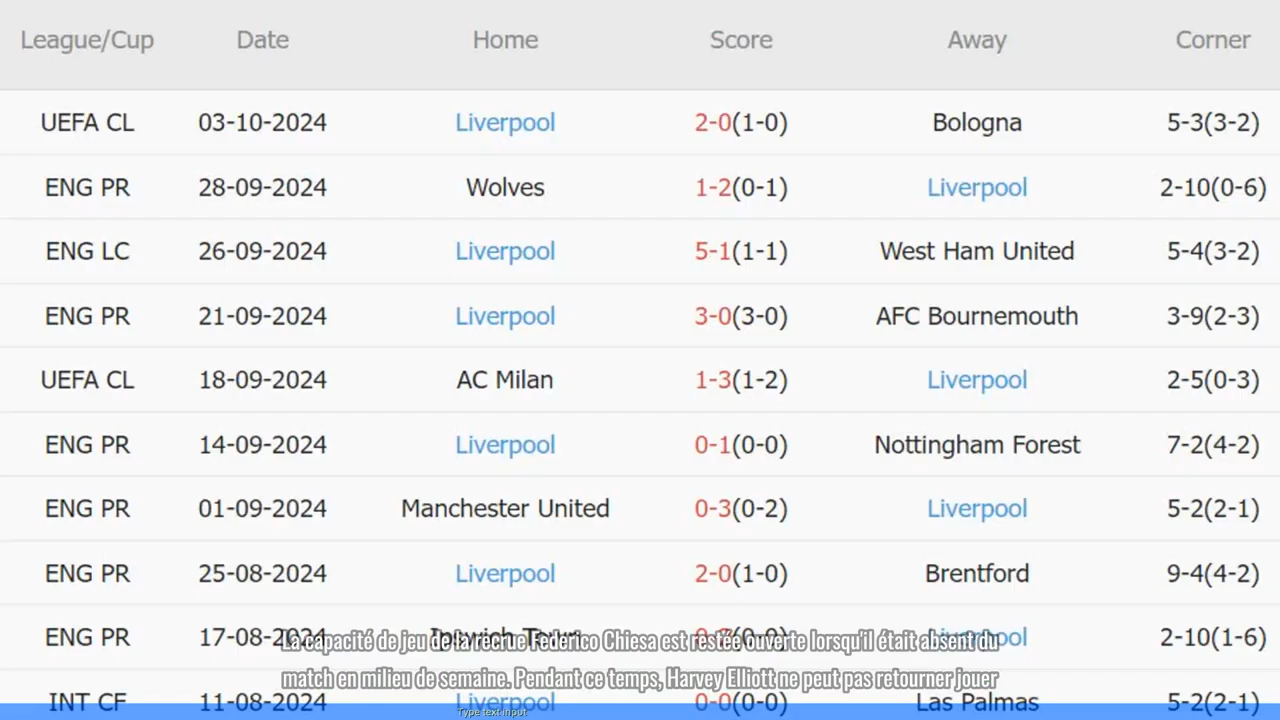 League/Cup Date Home Score Away Corner
UEFA CL 03-10-2024 Liverpool 2-0(1-0) Bologna 5-3(3-2)
ENG PR 28-09-2024 Wolves 1-2(0-1) Liverpool 2-10(0-6)
ENG LC 26-09-2024 Liverpool 5-1(1-1) West Ham United 5-4(3-2)
ENG PR 21-09-2024 Liverpool 3-0(3-0) AFC Bournemouth 3-9(2-3)
UEFA CL 18-09-2024 AC Milan 1-3(1-2) Liverpool 2-5(0-3)
ENG PR 14-09-2024 Liverpool 0-1(0-0) Nottingham Forest 7-2(4-2)
ENG PR 01-09-2024 Manchester United 0-3(0-2) Liverpool 5-2(2-1)
ENG PR 25-08-2024 Liverpool 2-0(1-0) Brentford 9-4(4-2)
ENG PR 17-08-2024 Ipswich Town (0-0) Liverpool 2-10(1-6)
La capacité de jeu de la recrue Federico Chiesa est restée ouverte lorsqu'il était absent du
match en milieu de semaine. Pendant ce temps, Harvey Elliott ne peut pas retourner jouer
INT CF 11-08-2024 Liverpool 0-0(0-0) Las Palmas 5-2(2-1)
Type text input